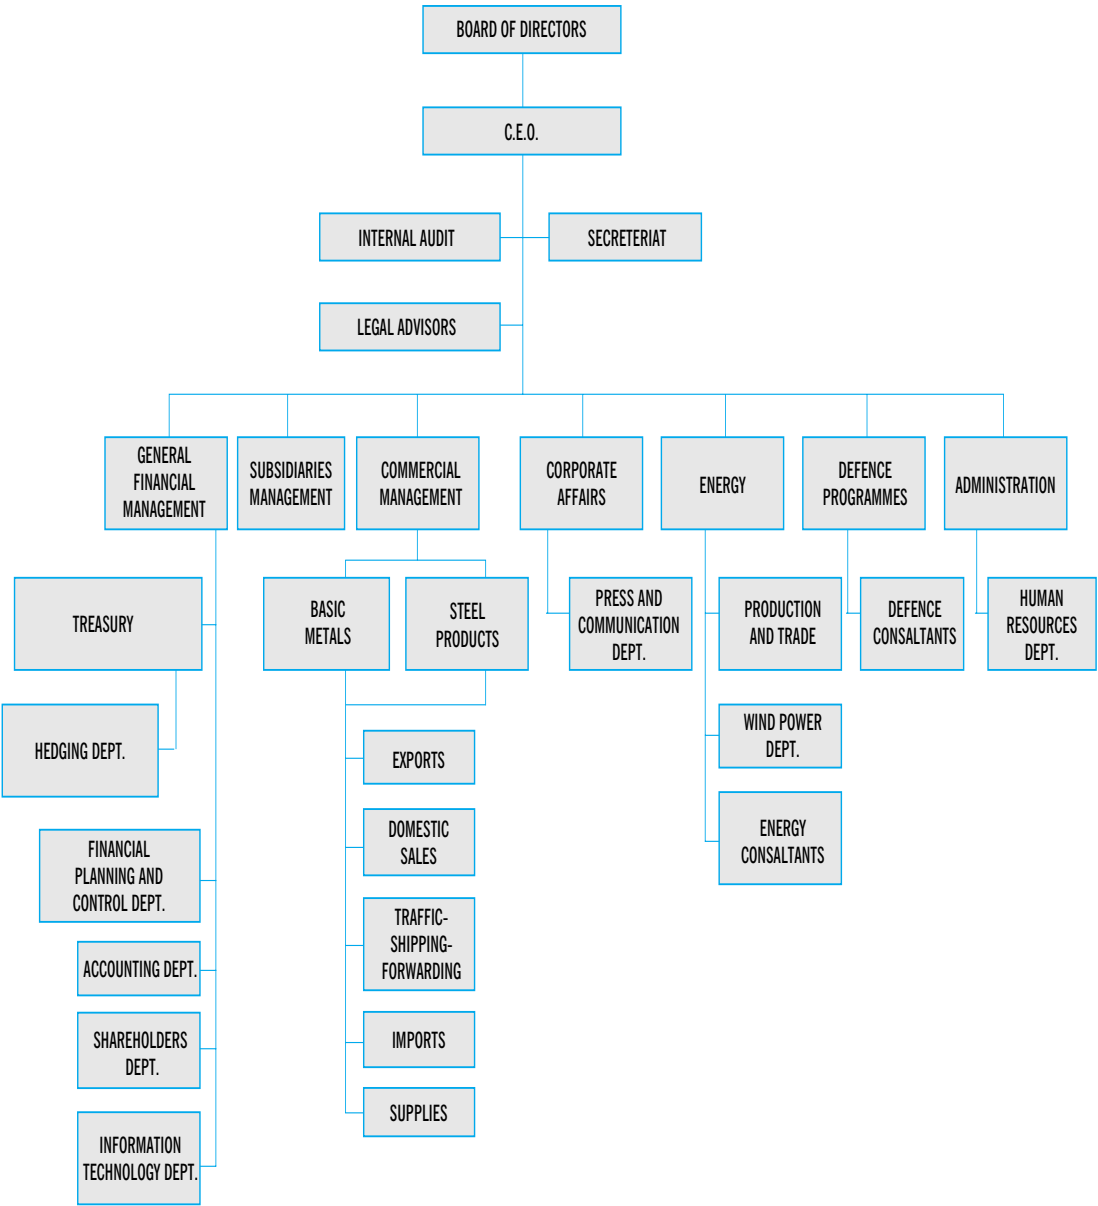 BOARD OF DIRECTORS
C.E.O.
INTERNAL AUDIT
SECRETERIAT
LEGAL ADVISORS
GENERAL
FINANCIAL
MANAGEMENT
SUBSIDIARIES
MANAGEMENT
COMMERCIAL
MANAGEMENT
CORPORATE
AFFAIRS
ENERGY
DEFENCE
PROGRAMMES
ADMINISTRATION
TREASURY
BASIC
METALS
STEEL
PRODUCTS
PRESS AND
COMMUNICATION
DEPT.
PRODUCTION
AND TRADE
DEFENCE
CONSALTANTS
HUMAN
RESOURCES
DEPT.
HEDGING DEPT.
EXPORTS
WIND POWER
DEPT.
FINANCIAL
PLANNING AND
CONTROL DEPT.
DOMESTIC
SALES
ENERGY
CONSALTANTS
ACCOUNTING DEPT.
TRAFFIC-
SHIPPING-
FORWARDING
SHAREHOLDERS
DEPT.
IMPORTS
INFORMATION
TECHNOLOGY DEPT.
SUPPLIES